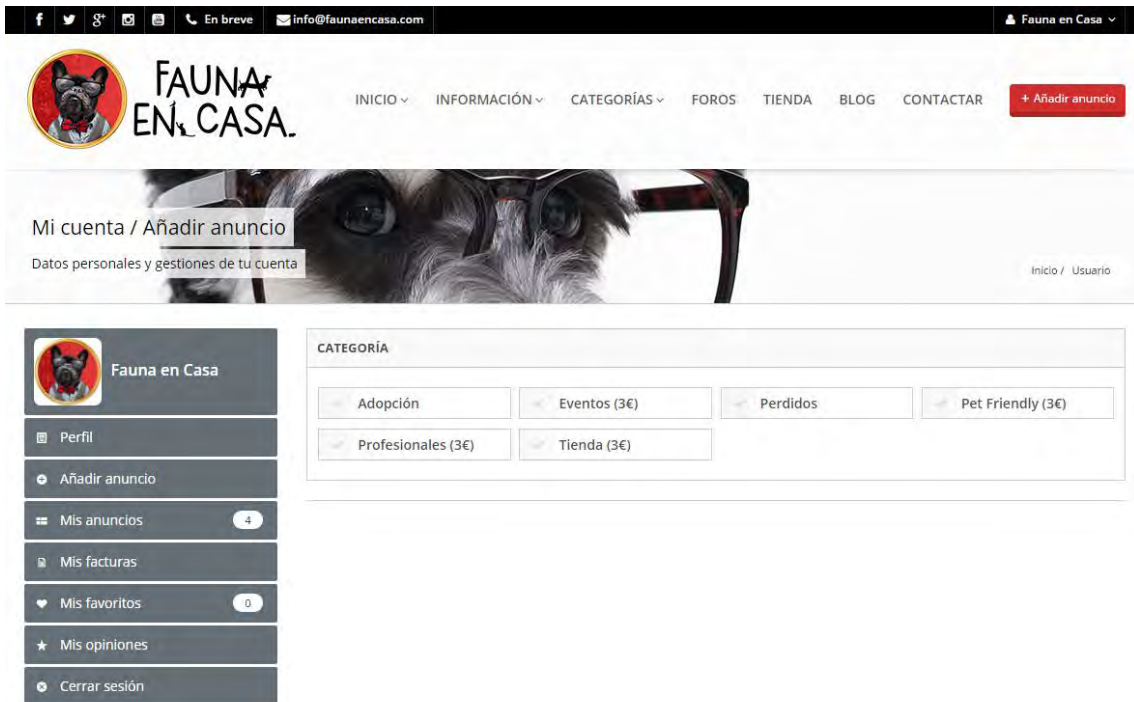 En breve info@faunaencasa.com Fauna en Casa
FAUNA
EN CASA
INICIO INFORMACIÓN CATEGORÍAS FOROS TIENDA BLOG CONTACTAR + Añadir anuncio
Mi cuenta / Añadir anuncio
Datos personales y gestiones de tu cuenta
Inicio / Usuario
Fauna en Casa
Perfil
Añadir anuncio
Mis anuncios 4
Mis facturas
Mis favoritos 0
Mis opiniones
Cerrar sesión
CATEGORÍA
Adopción Eventos (3€) Perdidos Pet Friendly (3€)
Profesionales (3€) Tienda (3€)